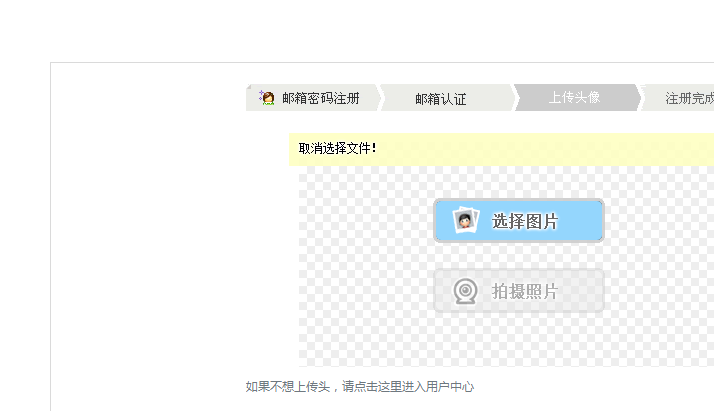 邮箱密码注册 邮箱认证 上传头像 注册完成
取消选择文件！
选择图片
拍摄照片
如果不想上传头，请点击这里进入用户中心